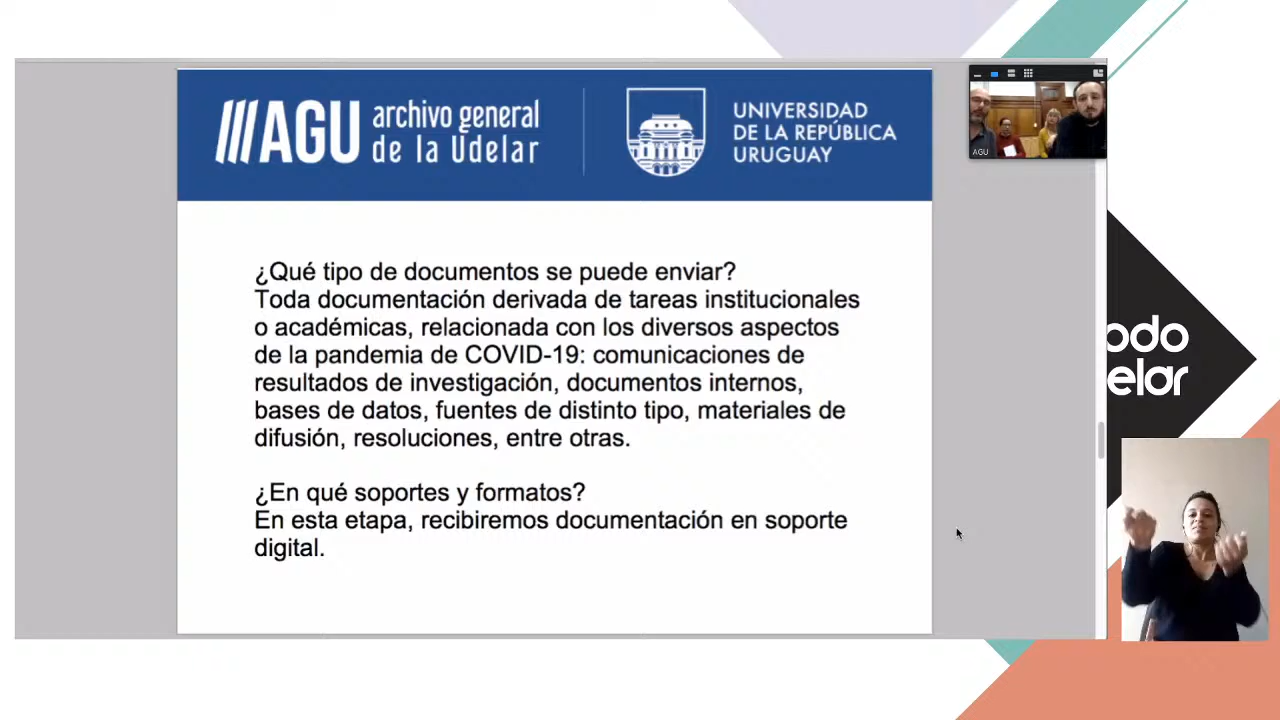 AGU archivo general
de la Udelar
UNIVERSIDAD
DE LA REPÚBLICA
URUGUAY
AGU
¿Qué tipo de documentos se puede enviar?
Toda documentación derivada de tareas institucionales
o académicas, relacionada con los diversos aspectos
de la pandemia de COVID-19: comunicaciones de
resultados de investigación, documentos internos,
bases de datos, fuentes de distinto tipo, materiales de
difusión, resoluciones, entre otras.
¿En qué soportes y formatos?
En esta etapa, recibiremos documentación en soporte
digital.
odo
elar